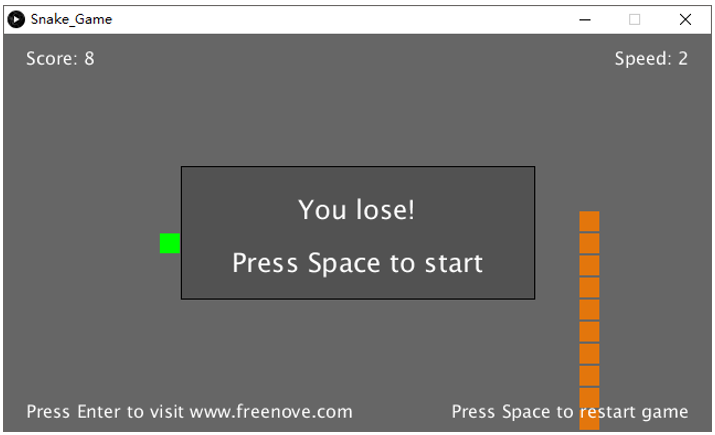 Snake_Game
Score: 8
Speed: 2
You lose!
Press Space to start
Press Enter to visit www.freenove.com
Press Space to restart game